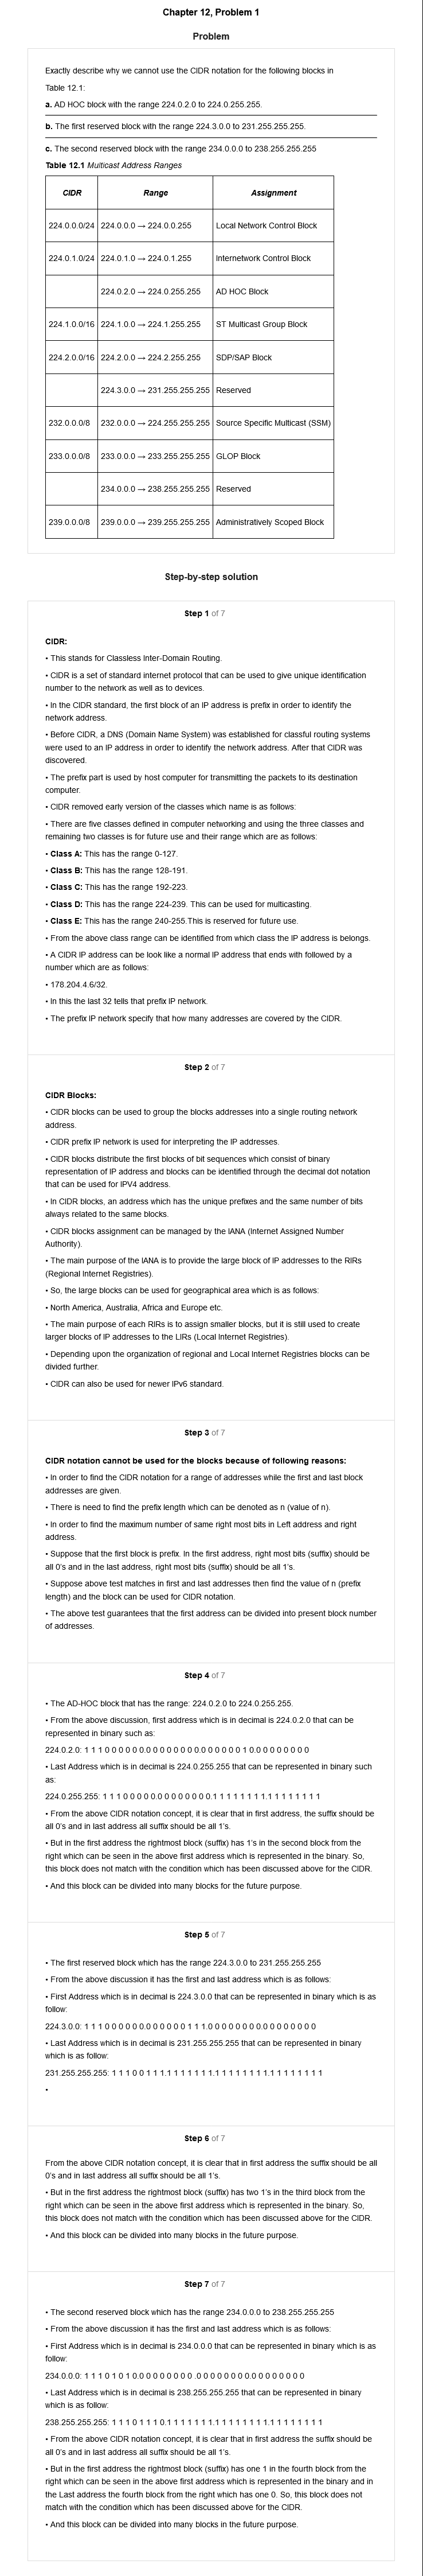 Chapter 12, Problem 1
Problem
Exactly describe why we cannot use the CIDR notation for the following blocks in
Table 12.1:
a. AD HOC block with the range 224.0.2.0 to 224.0.255.255.
b. The first reserved block with the range 224.3.0.0 to 231.255.255.255.
c. The second reserved block with the range 234.0.0.0 to 238.255.255.255
Table 12.1 Multicast Address Ranges
CIDR Range Assignment
224.0.0.0/24 224.0.0.0 → 224.0.0.255 Local Network Control Block
224.0.1.0/24 224.0.1.0 → 224.0.1.255 Internetwork Control Block
224.0.2.0 → 224.0.255.255 AD HOC Block
224.1.0.0/16 224.1.0.0 → 224.1.255.255 ST Multicast Group Block
224.2.0.0/16 224.2.0.0 → 224.2.255.255 SDP/SAP Block
224.3.0.0 → 231.255.255.255 Reserved
232.0.0.0/8 232.0.0.0 → 224.255.255.255 Source Specific Multicast (SSM)
233.0.0.0/8 233.0.0.0 → 233.255.255.255 GLOP Block
234.0.0.0 → 238.255.255.255 Reserved
239.0.0.0/8 239.0.0.0 → 239.255.255.255 Administratively Scoped Block
Step-by-step solution
Step 1 of 7
CIDR:
• This stands for Classless Inter-Domain Routing.
• CIDR is a set of standard internet protocol that can be used to give unique identification
number to the network as well as to devices.
• In the CIDR standard, the first block of an IP address is prefix in order to identify the
network address.
• Before CIDR, a DNS (Domain Name System) was established for classful routing systems
were used to an IP address in order to identify the network address. After that CIDR was
discovered.
• The prefix part is used by host computer for transmitting the packets to its destination
computer.
• CIDR removed early version of the classes which name is as follows:
• There are five classes defined in computer networking and using the three classes and
remaining two classes is for future use and their range which are as follows:
• Class A: This has the range 0-127.
• Class B: This has the range 128-191.
• Class C: This has the range 192-223.
• Class D: This has the range 224-239. This can be used for multicasting.
• Class E: This has the range 240-255.This is reserved for future use.
• From the above class range can be identified from which class the IP address is belongs.
• A CIDR IP address can be look like a normal IP address that ends with followed by a
number which are as follows:
• 178.204.4.6/32.
• In this the last 32 tells that prefix IP network.
• The prefix IP network specify that how many addresses are covered by the CIDR.
Step 2 of 7
CIDR Blocks:
• CIDR blocks can be used to group the blocks addresses into a single routing network
address.
• CIDR prefix IP network is used for interpreting the IP addresses.
• CIDR blocks distribute the first blocks of bit sequences which consist of binary
representation of IP address and blocks can be identified through the decimal dot notation
that can be used for IPV4 address.
• In CIDR blocks, an address which has the unique prefixes and the same number of bits
always related to the same blocks.
• CIDR blocks assignment can be managed by the IANA (Internet Assigned Number
Authority).
• The main purpose of the IANA is to provide the large block of IP addresses to the RIRs
(Regional Internet Registries).
• So, the large blocks can be used for geographical area which is as follows:
• North America, Australia, Africa and Europe etc.
• The main purpose of each RIRs is to assign smaller blocks, but it is still used to create
larger blocks of IP addresses to the LIRs (Local Internet Registries).
• Depending upon the organization of regional and Local Internet Registries blocks can be
divided further.
• CIDR can also be used for newer IPv6 standard.
Step 3 of 7
CIDR notation cannot be used for the blocks because of following reasons:
• In order to find the CIDR notation for a range of addresses while the first and last block
addresses are given.
• There is need to find the prefix length which can be denoted as n (value of n).
• In order to find the maximum number of same right most bits in Left address and right
address.
• Suppose that the first block is prefix. In the first address, right most bits (suffix) should be
all 0's and in the last address, right most bits (suffix) should be all 1's.
• Suppose above test matches in first and last addresses then find the value of n (prefix
length) and the block can be used for CIDR notation.
• The above test guarantees that the first address can be divided into present block number
of addresses.
Step 4 of 7
• The AD-HOC block that has the range: 224.0.2.0 to 224.0.255.255.
• From the above discussion, first address which is in decimal is 224.0.2.0 that can be
represented in binary such as:
224.0.2.0: 1 1 1 0 0 0 0 0.0 0 0 0 0 0 0 0.0 0 0 0 0 0 1 0.0 0 0 0 0 0 0 0
• Last Address which is in decimal is 224.0.255.255 that can be represented in binary such
as:
224.0.255.255: 1 1 1 0 0 0 0 0.0 0 0 0 0 0 0 0.1 1 1 1 1 1 1 1.1 1 1 1 1 1 1 1
• From the above CIDR notation concept, it is clear that in first address, the suffix should be
all 0's and in last address all suffix should be all 1's.
• But in the first address the rightmost block (suffix) has 1's in the second block from the
right which can be seen in the above first address which is represented in the binary. So,
this block does not match with the condition which has been discussed above for the CIDR.
• And this block can be divided into many blocks for the future purpose.
Step 5 of 7
• The first reserved block which has the range 224.3.0.0 to 231.255.255.255
• From the above discussion it has the first and last address which is as follows:
• First Address which is in decimal is 224.3.0.0 that can be represented in binary which is as
follow:
224.3.0.0: 1 1 1 0 0 0 0 0.0 0 0 0 0 0 1 1 1.0 0 0 0 0 0 0 0.0 0 0 0 0 0 0 0
• Last Address which is in decimal is 231.255.255.255 that can be represented in binary
which is as follow:
231.255.255.255: 1 1 1 0 0 1 1 1.1 1 1 1 1 1 1 1.1 1 1 1 1 1 1 1.1 1 1 1 1 1 1 1
•
Step 6 of 7
From the above CIDR notation concept, it is clear that in first address the suffix should be all
0's and in last address all suffix should be all 1's.
• But in the first address the rightmost block (suffix) has two 1's in the third block from the
right which can be seen in the above first address which is represented in the binary. So,
this block does not match with the condition which has been discussed above for the CIDR.
• And this block can be divided into many blocks in the future purpose.
Step 7 of 7
• The second reserved block which has the range 234.0.0.0 to 238.255.255.255
• From the above discussion it has the first and last address which is as follows:
• First Address which is in decimal is 234.0.0.0 that can be represented in binary which is as
follow:
234.0.0.0: 1 1 1 0 1 0 1 0.0 0 0 0 0 0 0 0 .0 0 0 0 0 0 0 0.0 0 0 0 0 0 0 0
• Last Address which is in decimal is 238.255.255.255 that can be represented in binary
which is as follow:
238.255.255.255: 1 1 1 0 1 1 1 0.1 1 1 1 1 1 1 1.1 1 1 1 1 1 1 1.1 1 1 1 1 1 1 1
• From the above CIDR notation concept, it is clear that in first address the suffix should be
all 0's and in last address all suffix should be all 1's.
• But in the first address the rightmost block (suffix) has one 1 in the fourth block from the
right which can be seen in the above first address which is represented in the binary and in
the Last address the fourth block from the right which has one 0. So, this block does not
match with the condition which has been discussed above for the CIDR.
• And this block can be divided into many blocks in the future purpose.